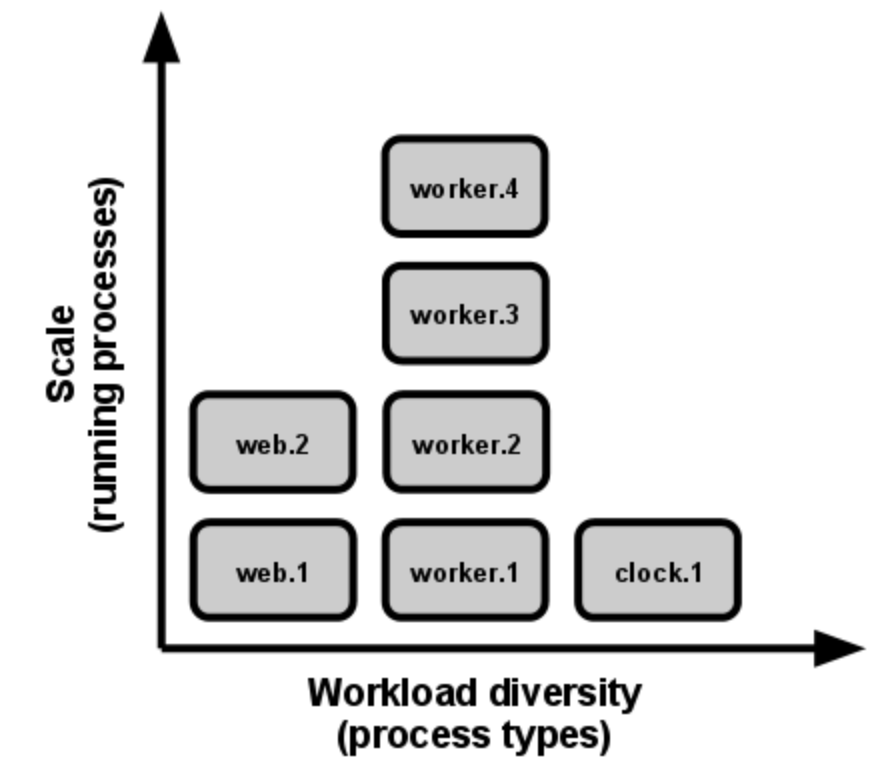 Scale
(running processes)
worker.4
worker.3
web.2
worker.2
web.1
worker.1
clock.1
Workload diversity
(process types)